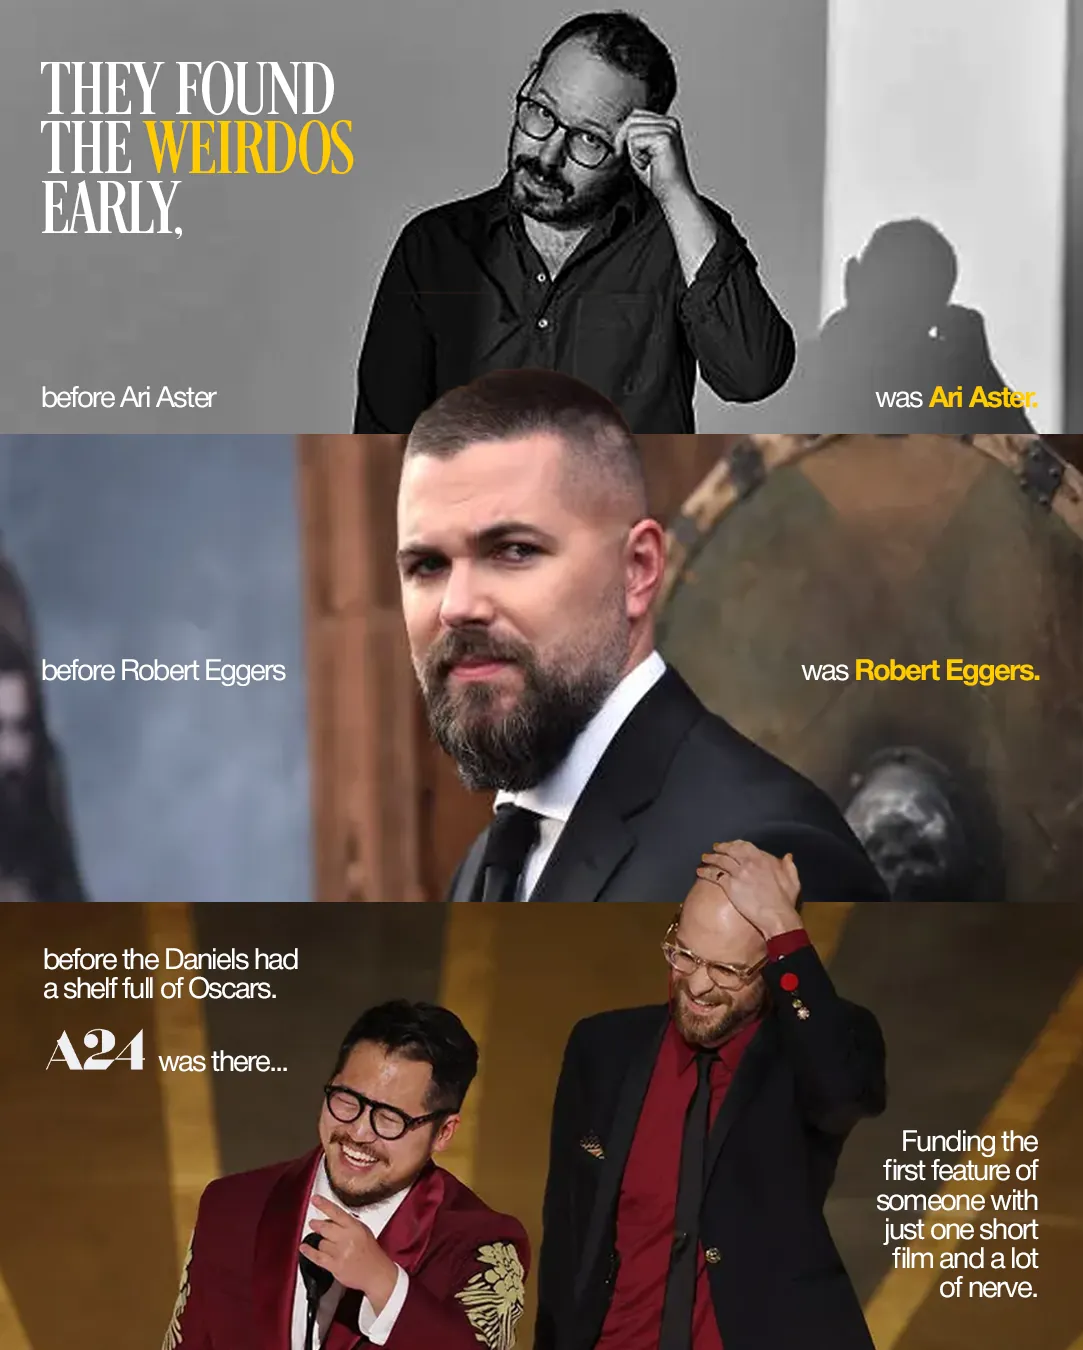 THEY FOUND
THE WEIRDOS
EARLY,
before Ari Aster
was Ari Aster.
before Robert Eggers
was Robert Eggers.
before the Daniels had
a shelf full of Oscars.
A24 was there...
Funding the
first feature of
someone with
just one short
film and a lot
of nerve.